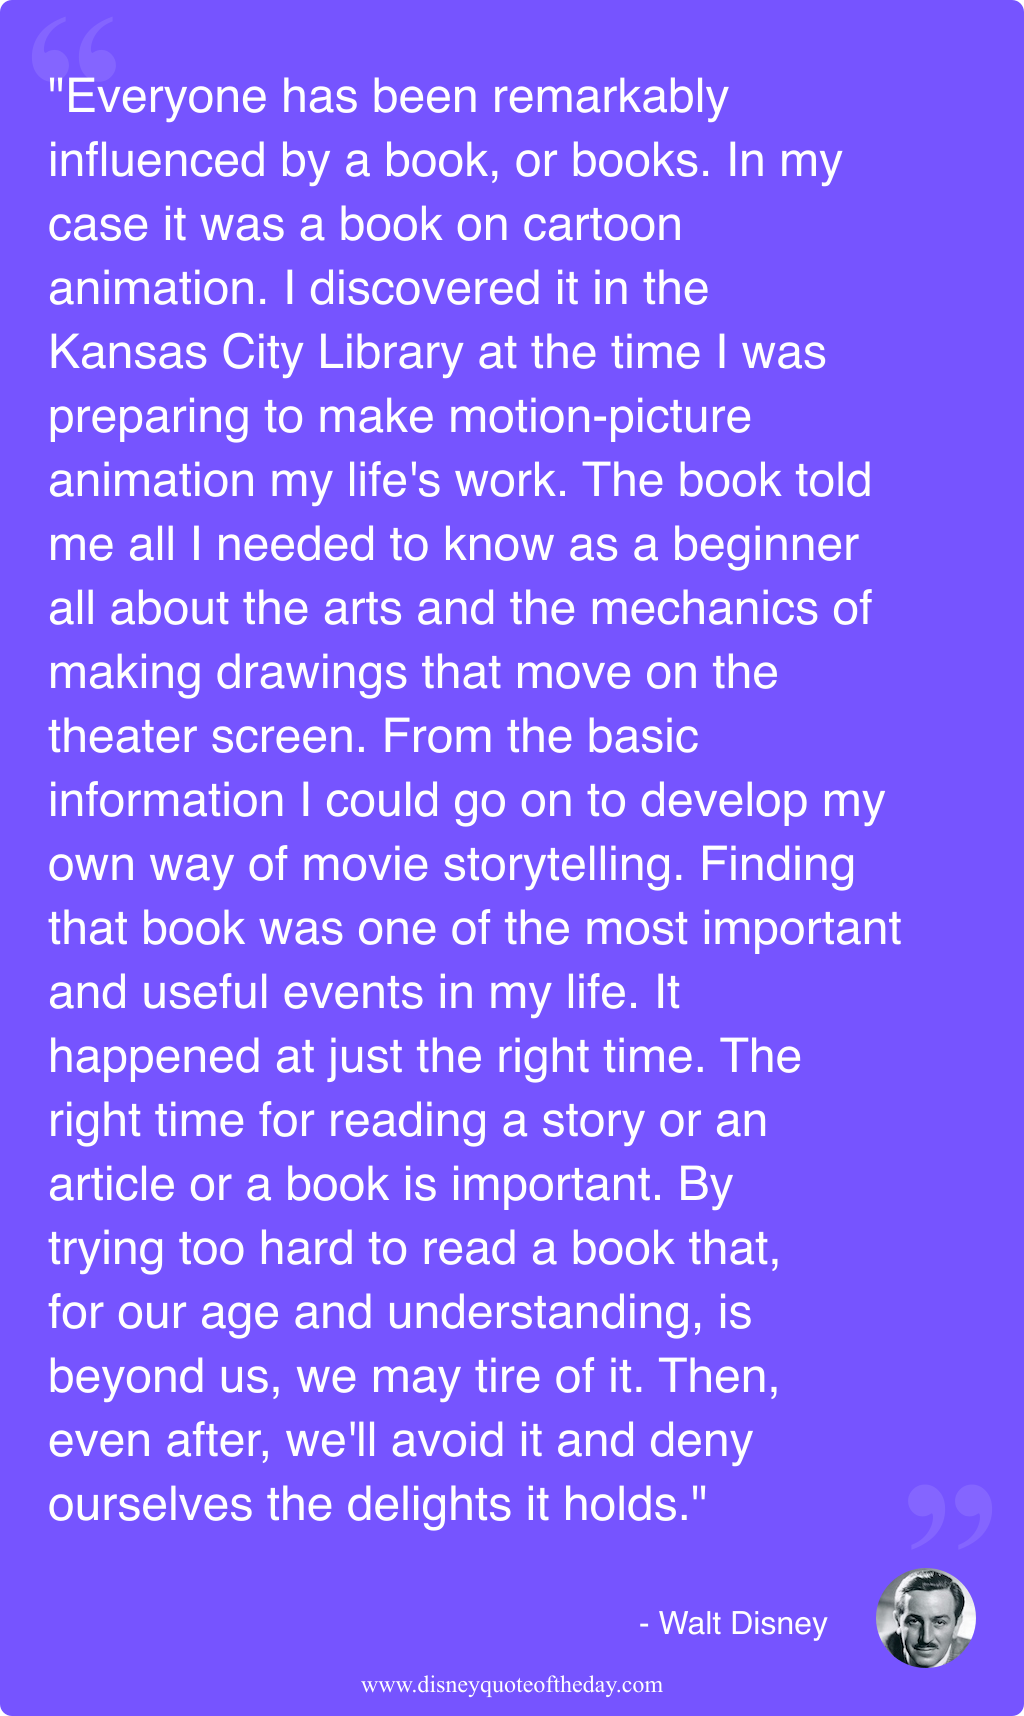 "Everyone has been remarkably
influenced by a book, or books. In my
case it was a book on cartoon
animation. I discovered it in the
Kansas City Library at the time I was
preparing to make motion-picture
animation my life's work. The book told
me all I needed to know as a beginner
all about the arts and the mechanics of
making drawings that move on the
theater screen. From the basic
information I could go on to develop my
own way of movie storytelling. Finding
that book was one of the most important
and useful events in my life. It
happened at just the right time. The
right time for reading a story or an
article or a book is important. By
trying too hard to read a book that,
for our age and understanding, is
beyond us, we may tire of it. Then,
even after, we'll avoid it and deny
ourselves the delights it holds."
- Walt Disney
www.disneyquoteoftheday.com